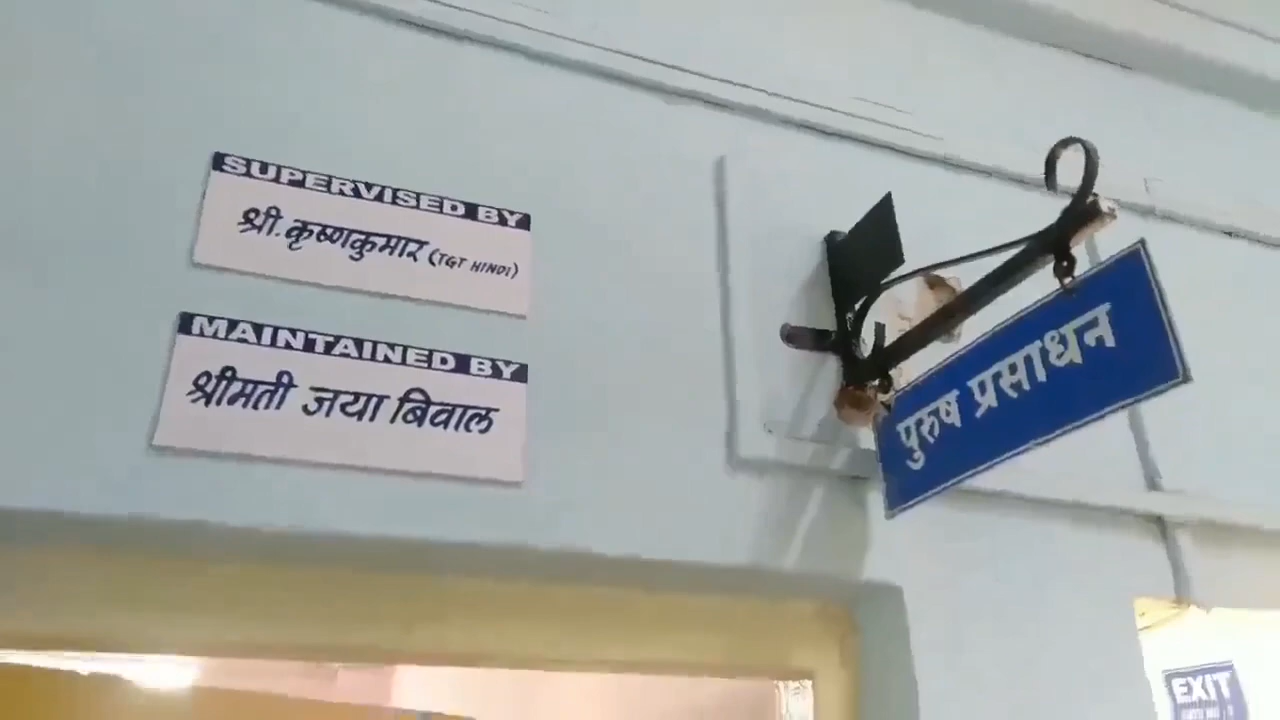 SUPERVISED BY
श्री. कृष्णकुमार (TGT HINDI)
MAINTAINED BY
श्रीमती जया बिवाल
पुरुष प्रसाधन
EXIT